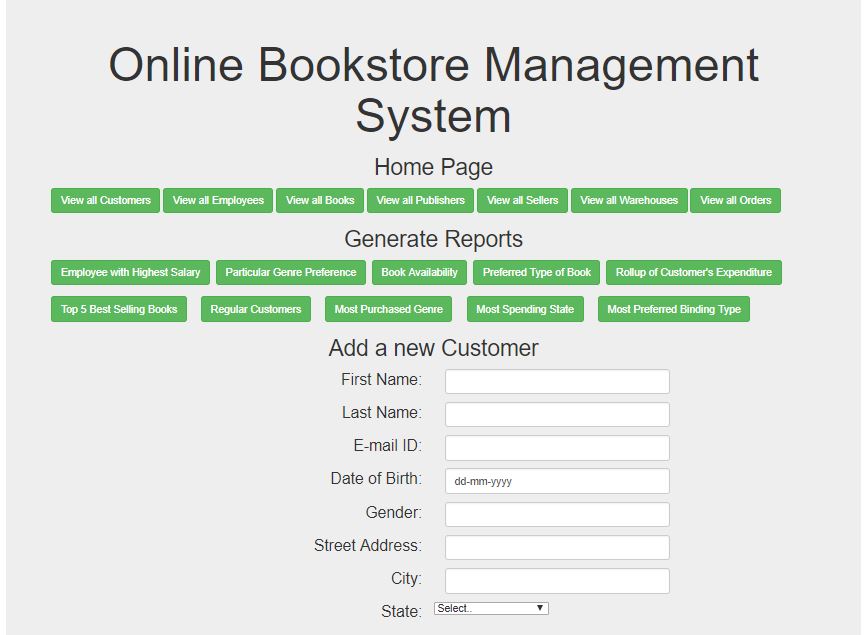 Online Bookstore Management
System
Home Page
View all Customers View all Employees View all Books View all Publishers View all Sellers View all Warehouses View all Orders
Generate Reports
Employee with Highest Salary Particular Genre Preference Book Availability Preferred Type of Book Rollup of Customer's Expenditure
Top 5 Best Selling Books Regular Customers Most Purchased Genre Most Spending State Most Preferred Binding Type
Add a new Customer
First Name:
Last Name:
E-mail ID:
Date of Birth: dd-mm-yyyy
Gender:
Street Address:
City:
State: Select..